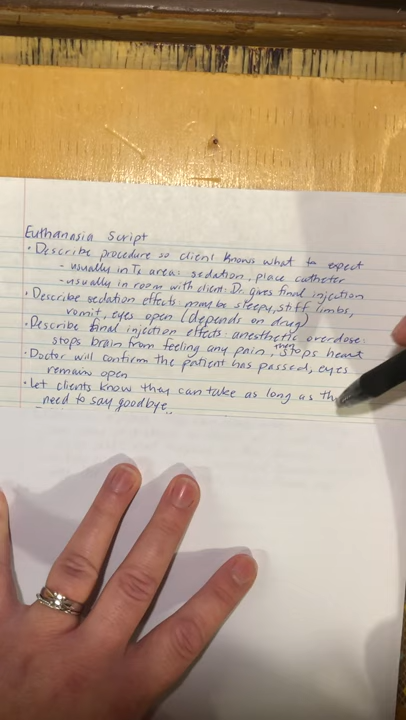 Euthanasia Script
• Describe procedure so client knows what to expect
- usually in Tx area: sedation, place catheter
- usually in room with client: Dr. gives final injection
• Describe sedation effects: may be sleepy, stiff limbs,
vomit, eyes open (depends on drug)
• Describe final injection effects: anesthetic overdose
stops brain from feeling any pain, then stops heart
• Doctor will confirm the patient has passed, eyes
remain open
• Let clients know they can take as long as
need to say goodbye